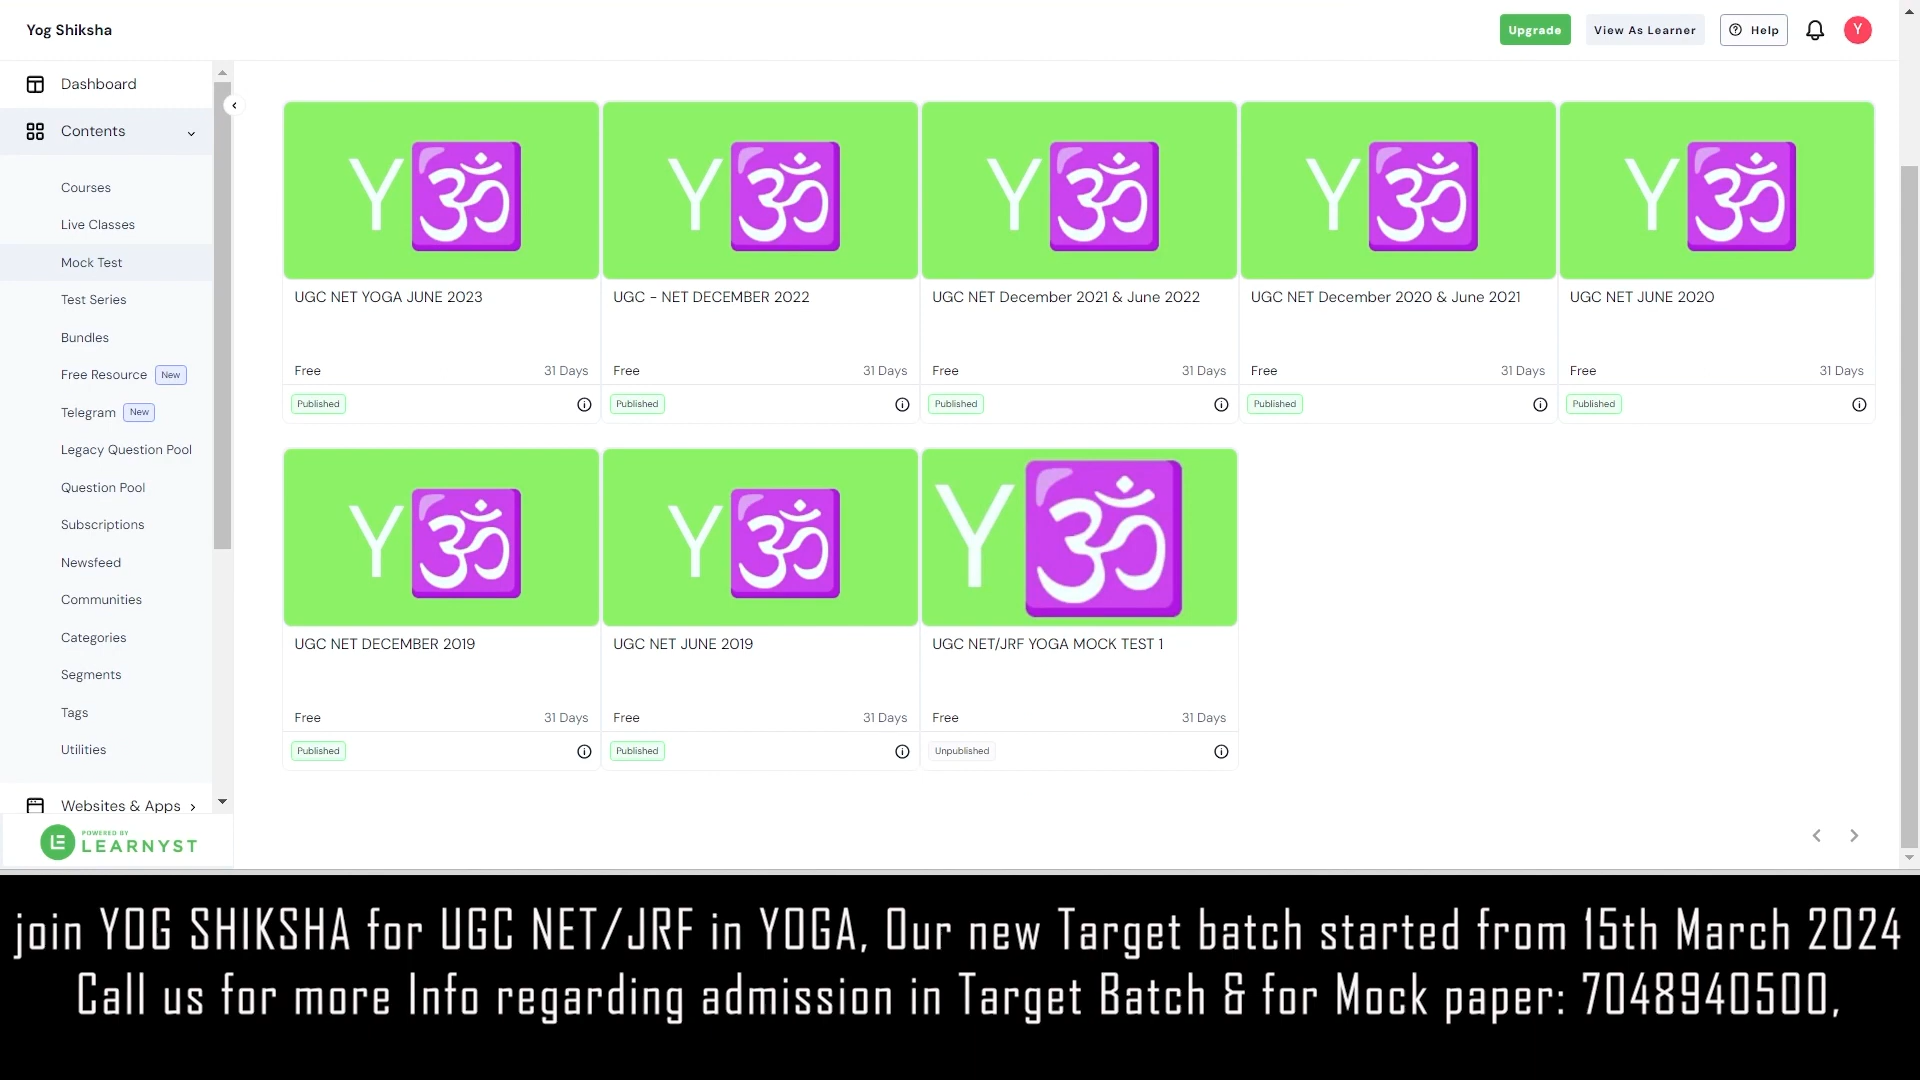 Yog Shiksha
Upgrade
View As Learner
Help
Y
Dashboard
Contents
Courses
Live Classes
Mock Test
Test Series
Bundles
Free Resource New
Telegram New
Legacy Question Pool
Question Pool
Subscriptions
Newsfeed
Communities
Categories
Segments
Tags
Utilities
Websites & Apps
POWERED BY
LEARNYST
Y🕉 Y🕉 Y🕉 Y🕉 Y🕉
UGC NET YOGA JUNE 2023 UGC - NET DECEMBER 2022 UGC NET December 2021 & June 2022 UGC NET December 2020 & June 2021 UGC NET JUNE 2020
Free 31 Days Free 31 Days Free 31 Days Free 31 Days Free 31 Days
Published Published Published Published Published
Y🕉 Y🕉 Y🕉
UGC NET DECEMBER 2019 UGC NET JUNE 2019 UGC NET/JRF YOGA MOCK TEST 1
Free 31 Days Free 31 Days Free 31 Days
Published Published Unpublished
join YOG SHIKSHA for UGC NET/JRF in YOGA, Our new Target batch started from 15th March 2024
Call us for more Info regarding admission in Target Batch & for Mock paper: 7048940500,